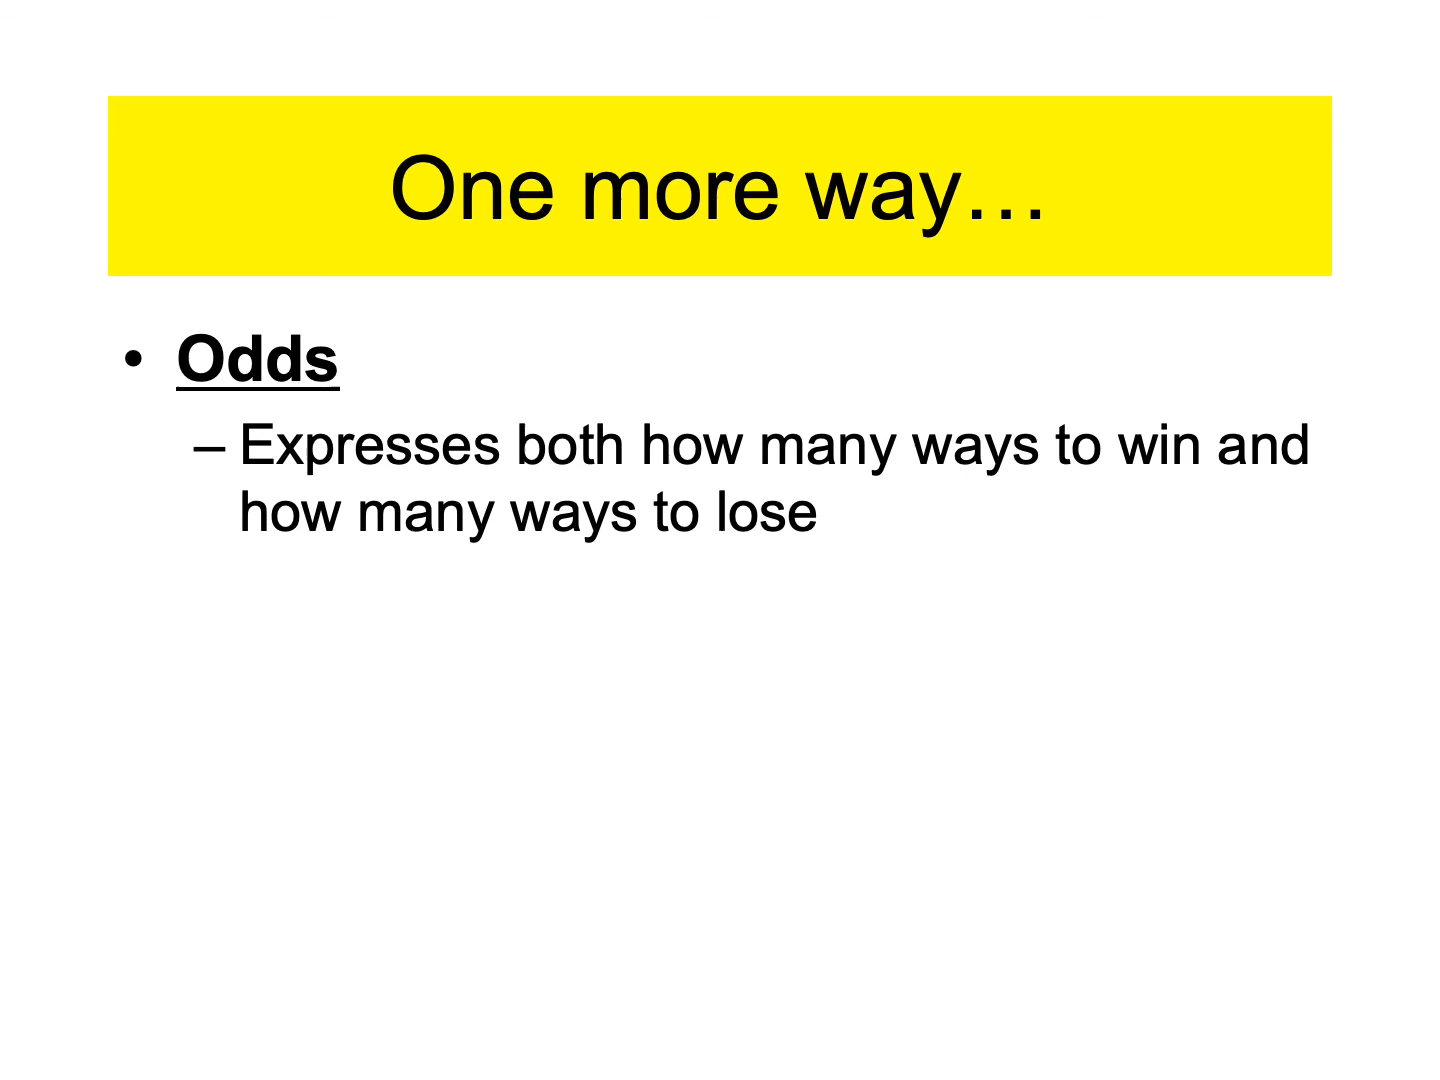 One more way…
• Odds
– Expresses both how many ways to win and
how many ways to lose